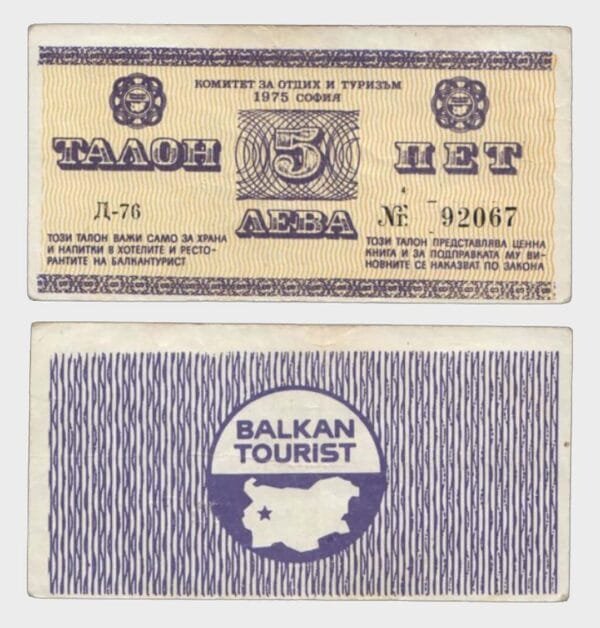 КОМИТЕТ ЗА ОТДИХ И ТУРИЗЪМ
1975 СОФИЯ
ТАЛОН 5 ПЕТ
ЛЕВА
Д-76
№ 92067
ТОЗИ ТАЛОН ВАЖИ САМО ЗА ХРАНА
И НАПИТКИ В ХОТЕЛИТЕ И РЕСТО-
РАНТИТЕ НА БАЛКАНТУРИСТ
ТОЗИ ТАЛОН ПРЕДСТАВЛЯВА ЦЕННА
КНИГА И ЗА ПОДПРАВКАТА МУ ВИ-
НОВНИТЕ СЕ НАКАЗВАТ ПО ЗАКОНА
BALKAN
TOURIST